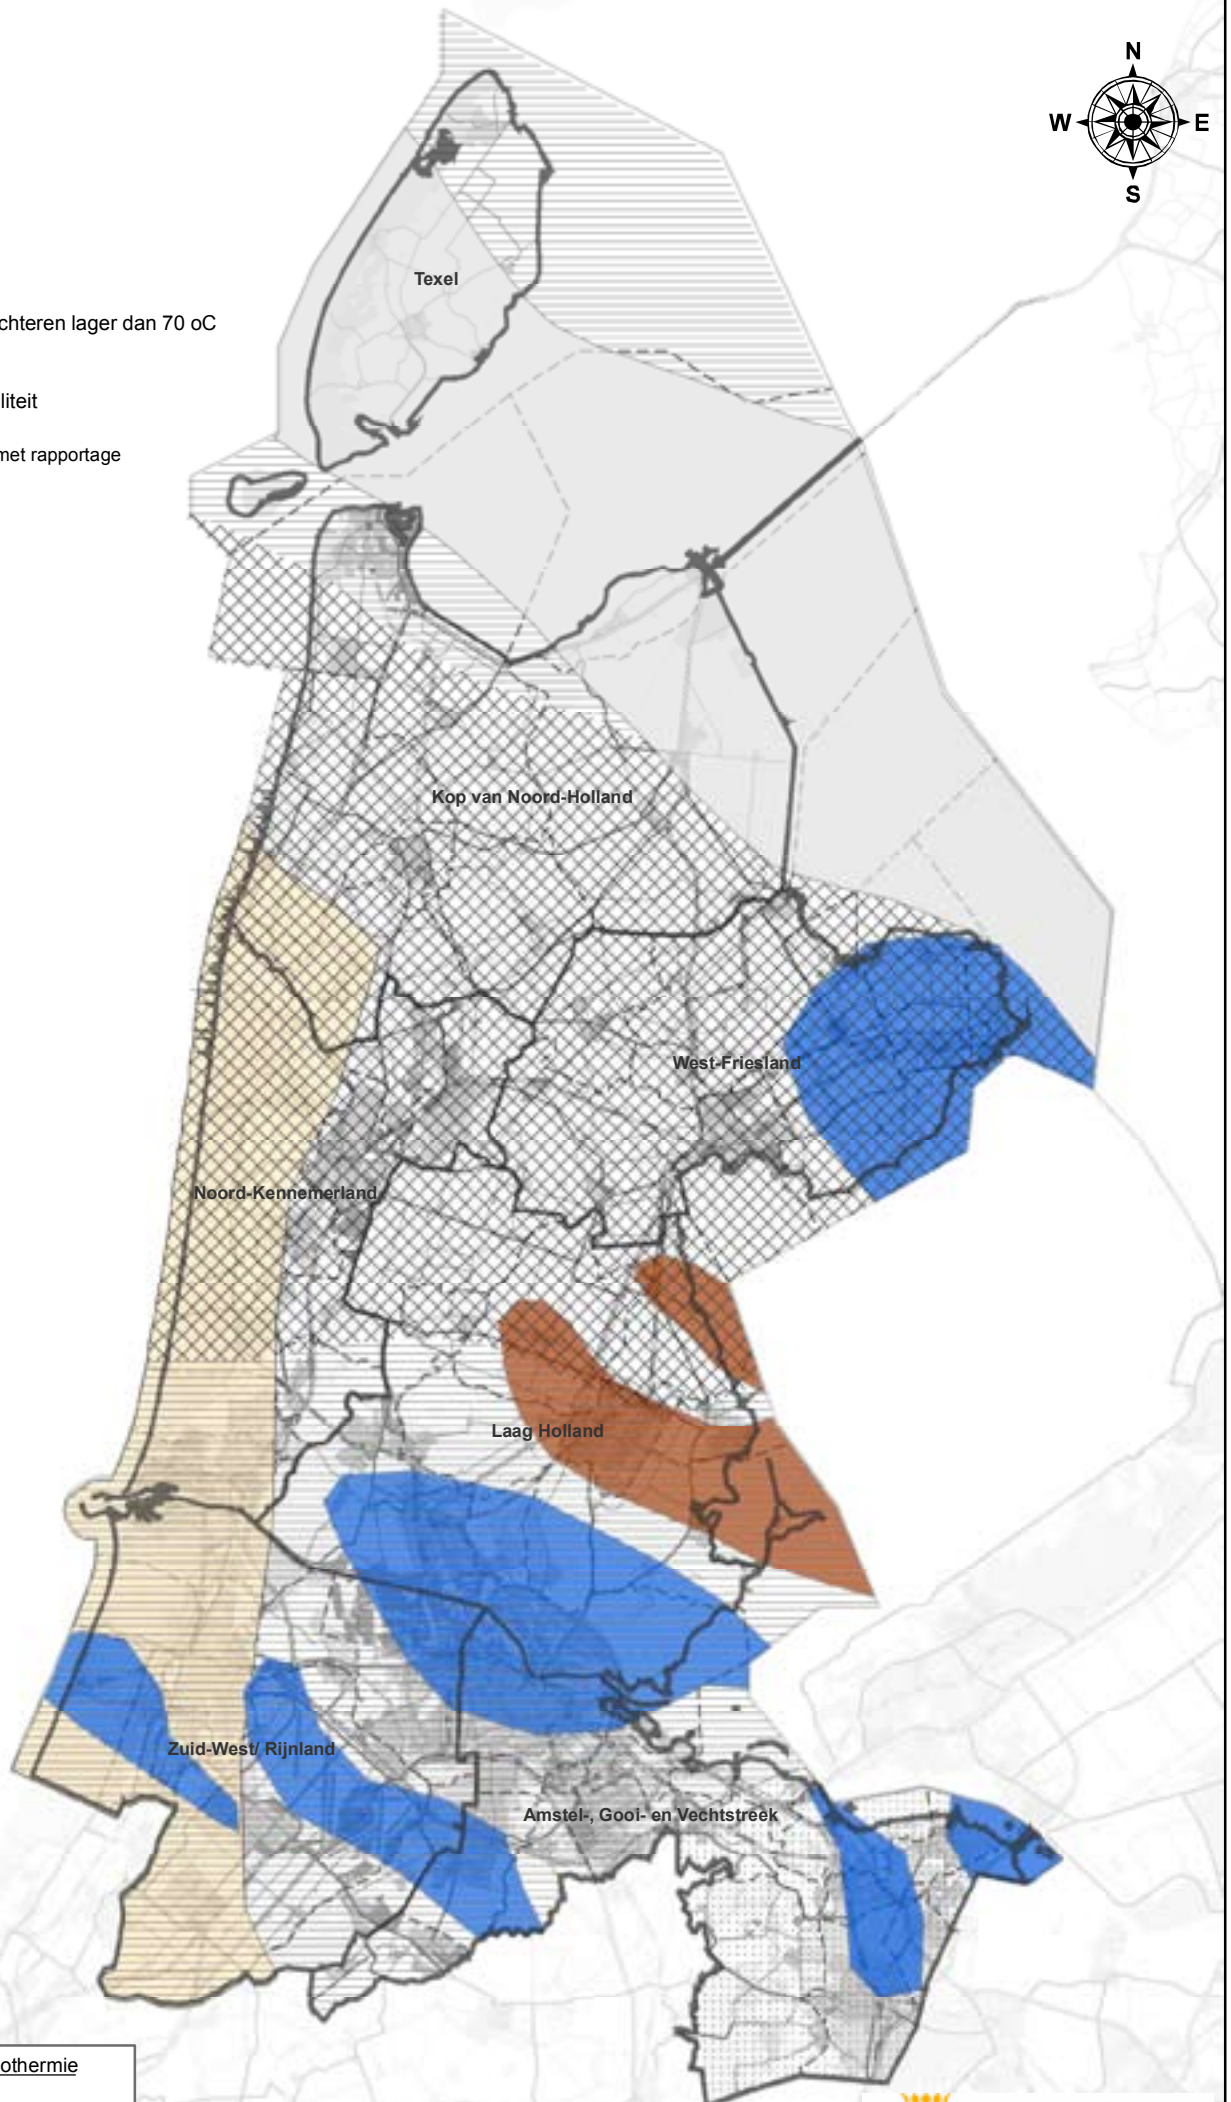 N
W E
S
Texel
chteren lager dan 70 oC
liteit
met rapportage
Kop van Noord-Holland
West-Friesland
Noord-Kennemerland
Laag Holland
Zuid-West/ Rijnland
Amstel-, Gooi- en Vechtstreek
othermie